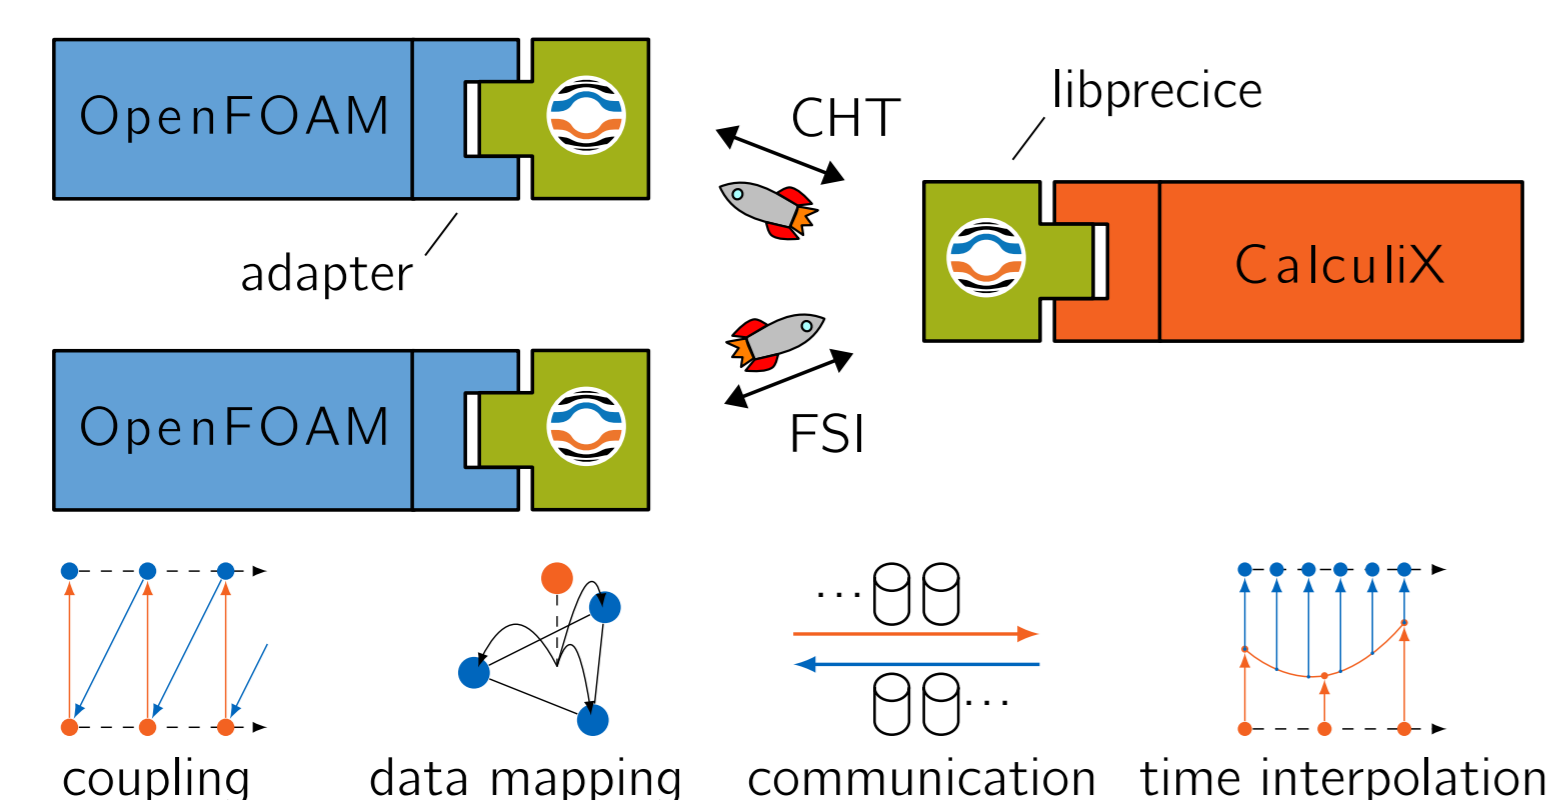 OpenFOAM
CHT
libprecice
adapter
CalculiX
OpenFOAM
FSI
coupling
data mapping
communication
time interpolation